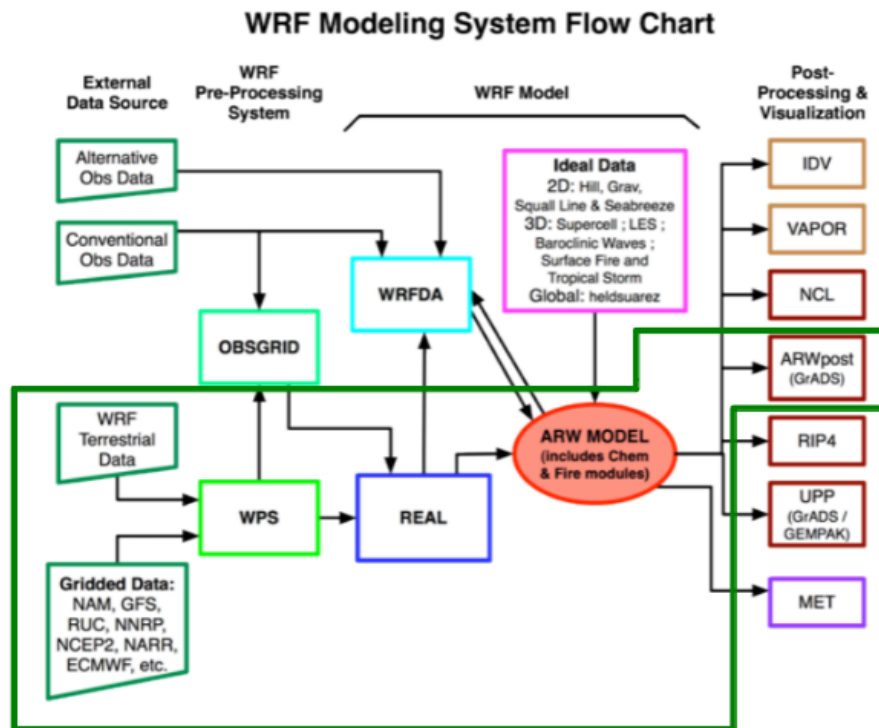 WRF Modeling System Flow Chart
External
Data Source
WRF
Pre-Processing
System
WRF Model
Post-
Processing &
Visualization
Alternative
Obs Data
Conventional
Obs Data
OBSGRID
WRFDA
Ideal Data
2D: Hill, Grav,
Squall Line & Seabreeze
3D: Supercell ; LES ;
Baroclinic Waves ;
Surface Fire and
Tropical Storm
Global: heldsuarez
IDV
VAPOR
NCL
ARWpost
(GrADS)
WRF
Terrestrial
Data
WPS
REAL
ARW MODEL
(includes Chem
& Fire modules)
RIP4
UPP
(GrADS /
GEMPAK)
MET
Gridded Data:
NAM, GFS,
RUC, NNRP,
NCEP2, NARR,
ECMWF, etc.